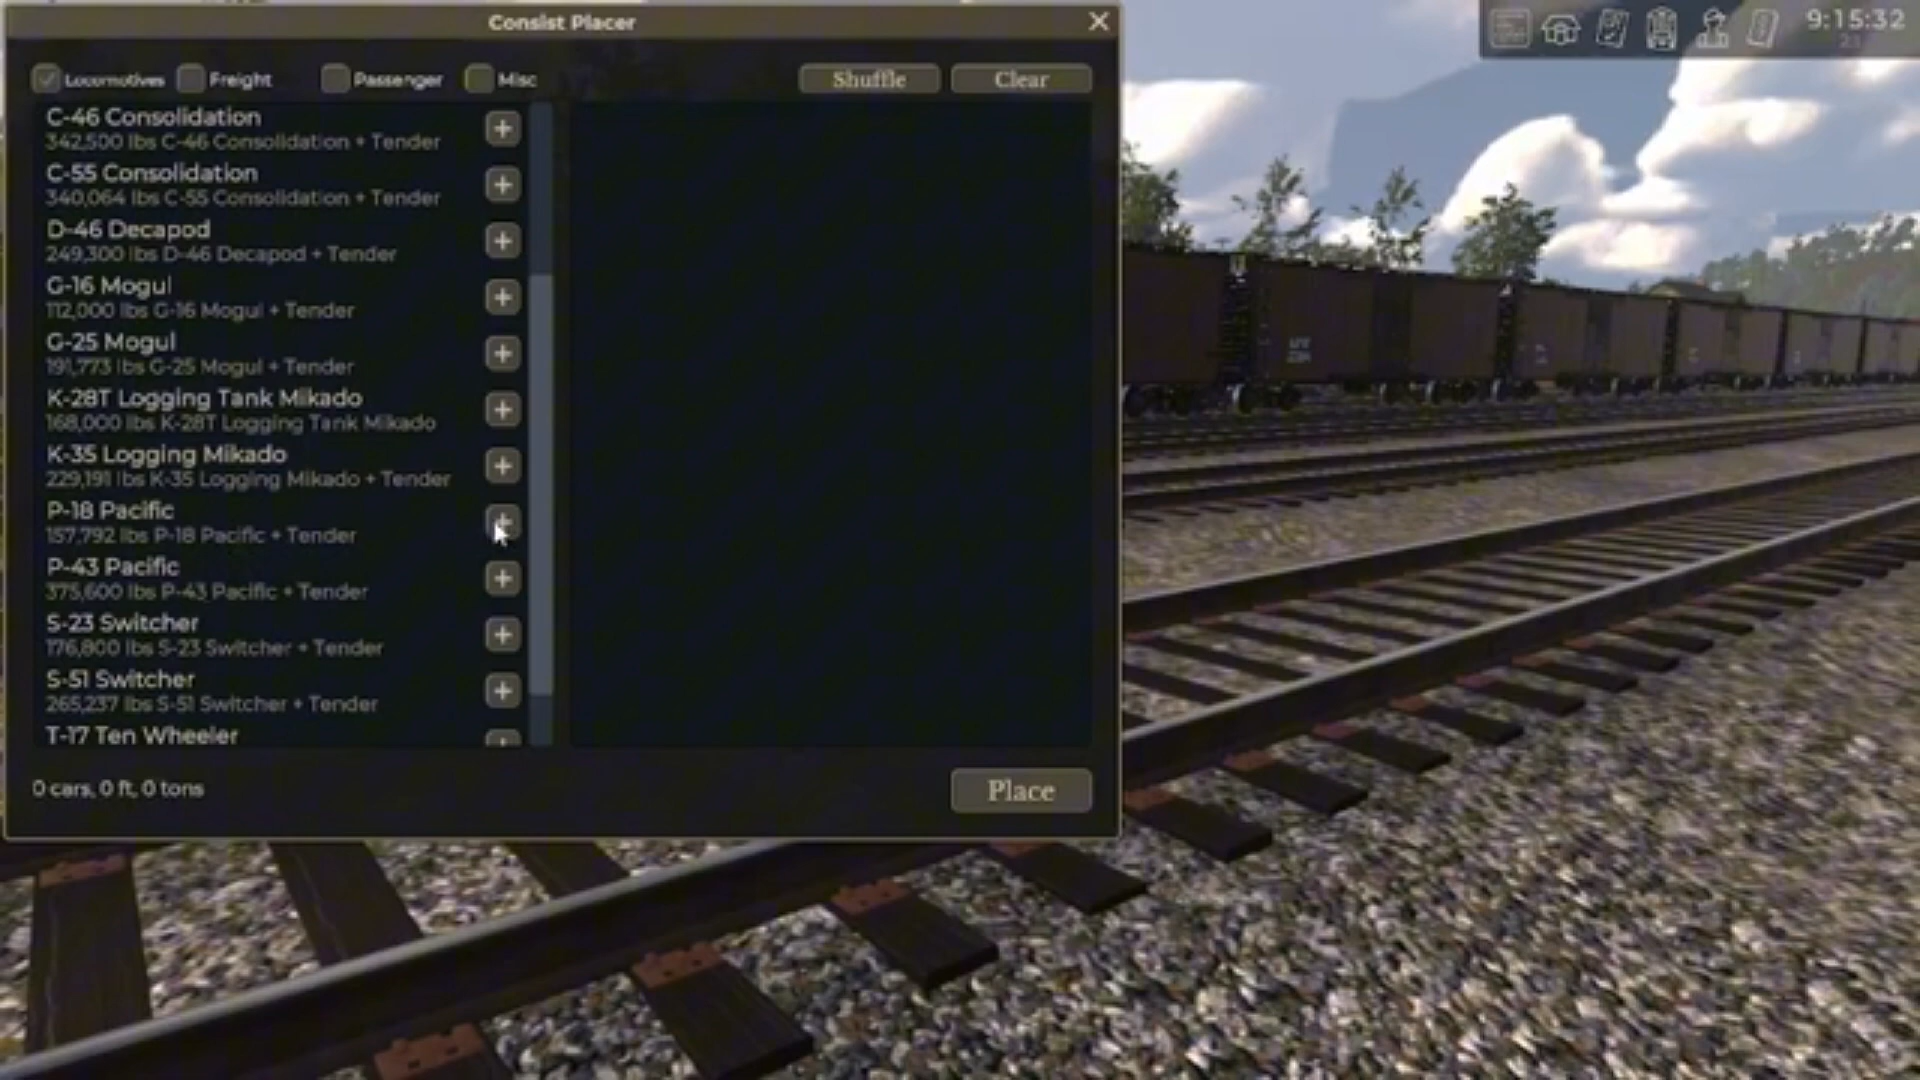 Consist Placer
9:15:32
Locomotives Freight Passenger Misc Shuffle Clear
C-46 Consolidation
342,500 lbs C-46 Consolidation + Tender
C-55 Consolidation
340,064 lbs C-55 Consolidation + Tender
D-46 Decapod
249,300 lbs D-46 Decapod + Tender
G-16 Mogul
112,000 lbs G-16 Mogul + Tender
G-25 Mogul
191,773 lbs G-25 Mogul + Tender
K-28T Logging Tank Mikado
168,000 lbs K-28T Logging Tank Mikado
K-35 Logging Mikado
229,191 lbs K-35 Logging Mikado + Tender
P-18 Pacific
157,792 lbs P-18 Pacific + Tender
P-43 Pacific
375,600 lbs P-43 Pacific + Tender
S-23 Switcher
176,800 lbs S-23 Switcher + Tender
S-51 Switcher
265,237 lbs S-51 Switcher + Tender
T-17 Ten Wheeler
0 cars, 0 ft, 0 tons
Place